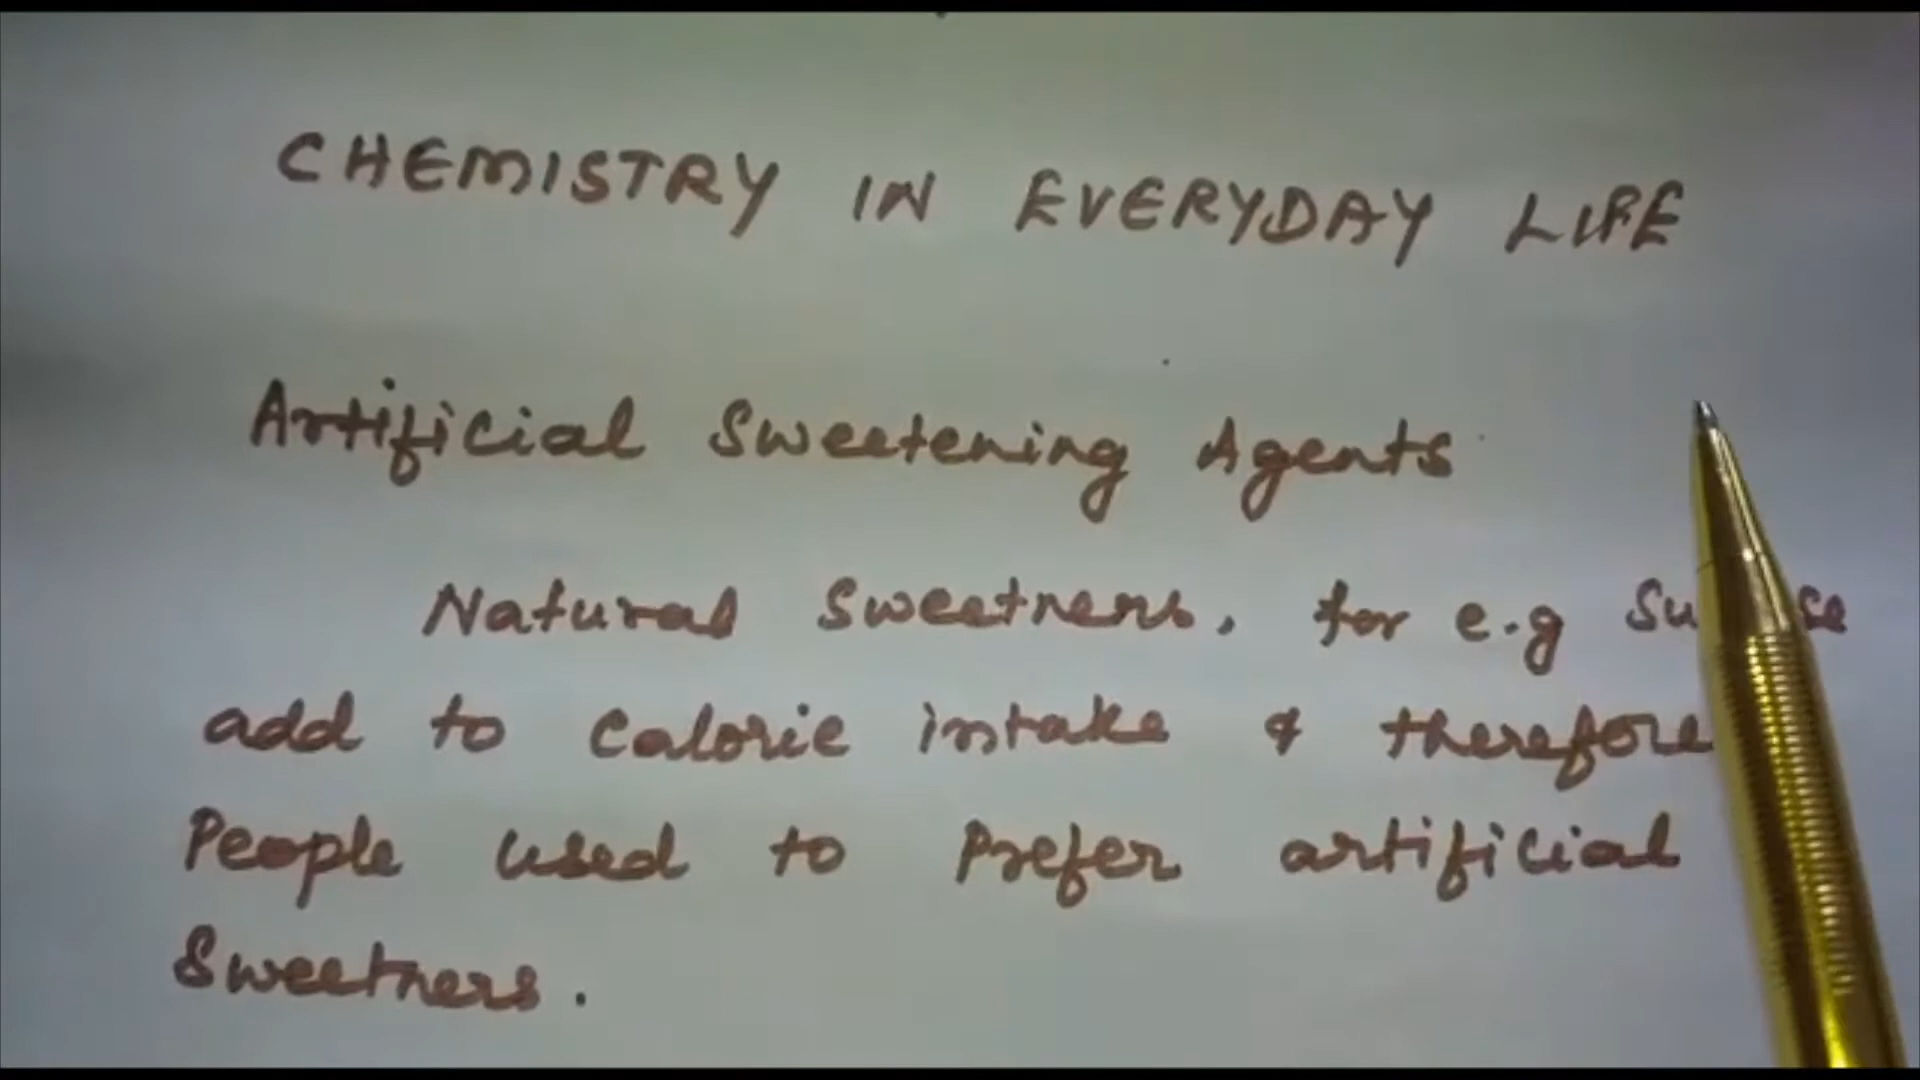 CHEMISTRY IN EVERYDAY LIFE
Artificial Sweetening Agents
Natural Sweetners, for e.g
add to Calorie intake & therefore
People used to Prefer artificial
Sweetners.